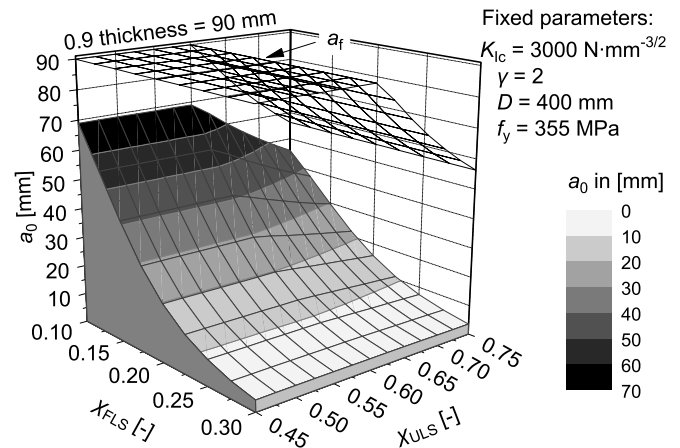 0.9 thickness = 90 mm
a_f
Fixed parameters:
K_Ic = 3000 N·mm^-3/2
γ = 2
D = 400 mm
f_y = 355 MPa
a_0 in [mm]
0
10
20
30
40
50
60
70
a_0 [mm]
90
80
70
60
50
40
30
20
10
0.10
0.15
0.20
0.25
0.30
χ_FLS [-]
0.45
0.50
0.55
0.60
0.65
0.70
0.75
χ_ULS [-]